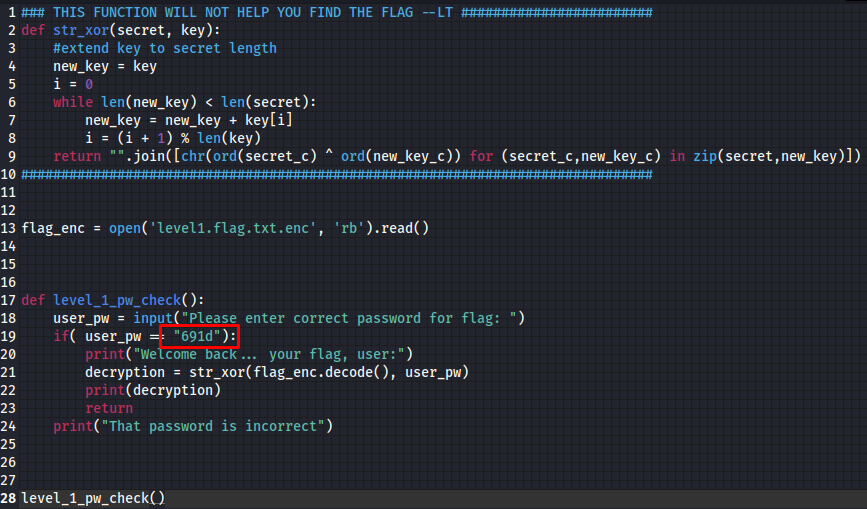 1 ### THIS FUNCTION WILL NOT HELP YOU FIND THE FLAG --LT ########################
2 def str_xor(secret, key):
3     #extend key to secret length
4     new_key = key
5     i = 0
6     while len(new_key) < len(secret):
7         new_key = new_key + key[i]
8         i = (i + 1) % len(key)
9     return "".join([chr(ord(secret_c) ^ ord(new_key_c)) for (secret_c,new_key_c) in zip(secret,new_key)])
10 ###############################################################################
11
12
13 flag_enc = open('level1.flag.txt.enc', 'rb').read()
14
15
16
17 def level_1_pw_check():
18     user_pw = input("Please enter correct password for flag: ")
19     if( user_pw == "691d"):
20         print("Welcome back... your flag, user:")
21         decryption = str_xor(flag_enc.decode(), user_pw)
22         print(decryption)
23         return
24     print("That password is incorrect")
25
26
27
28 level_1_pw_check()